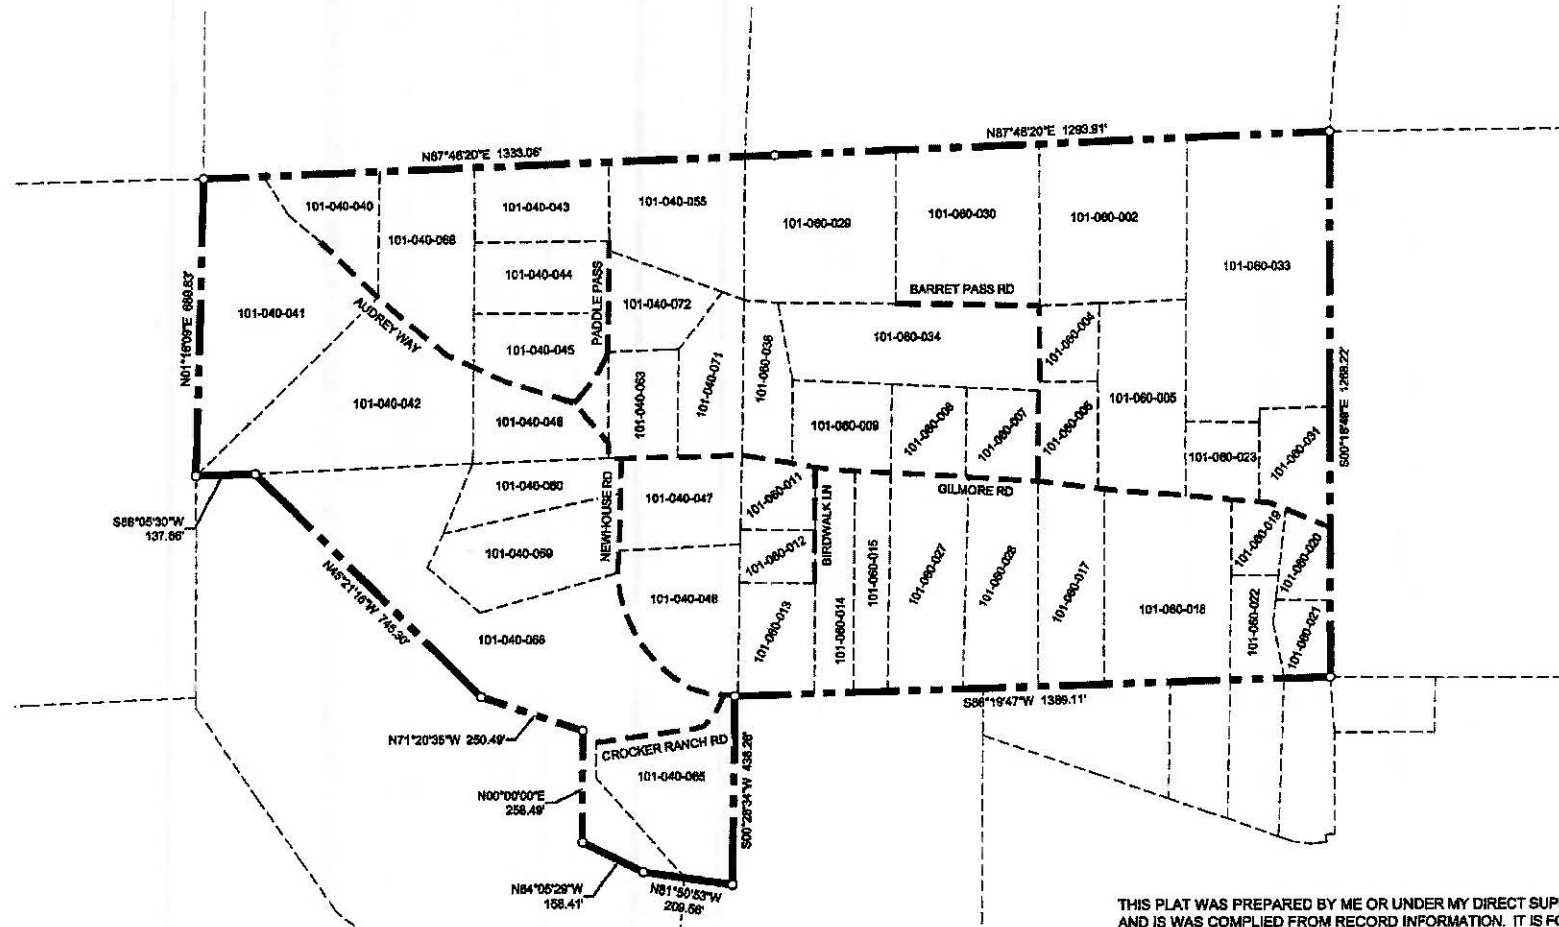 N87°46'20"E 1333.06'
N87°46'20"E 1293.91'
101-040-040
101-040-043
101-040-055
101-040-068
101-060-029
101-060-030
101-060-002
101-060-033
101-040-044
PADDLE PASS
101-040-072
BARRET PASS RD
N01°16'09"E 689.83'
101-040-041
AUDREY WAY
101-040-045
101-040-071
101-060-036
101-060-034
101-060-004
S00°16'48"E 1268.22'
101-040-042
101-040-063
101-060-005
101-040-046
101-060-009
101-060-008
101-060-007
101-060-006
101-060-023
101-060-031
S88°05'30"W
137.86'
101-040-060
NEWHOUSE RD
101-040-047
101-060-011
BIRDWALK LN
GILMORE RD
101-040-069
101-060-012
101-060-015
101-060-027
101-060-028
101-060-017
101-060-018
101-060-019
101-060-020
N45°21'16"W 745.30'
101-040-066
101-040-048
101-060-013
101-060-014
101-060-022
101-060-021
S88°19'47"W 1389.11'
N71°20'35"W 250.49'
CROCKER RANCH RD
101-040-065
S00°28'34"W 438.26'
N00°00'00"E
258.49'
N64°05'29"W
158.41'
N81°50'53"W
209.56'
THIS PLAT WAS PREPARED BY ME OR UNDER MY DIRECT SUP
AND IS WAS COMPLIED FROM RECORD INFORMATION. IT IS FO